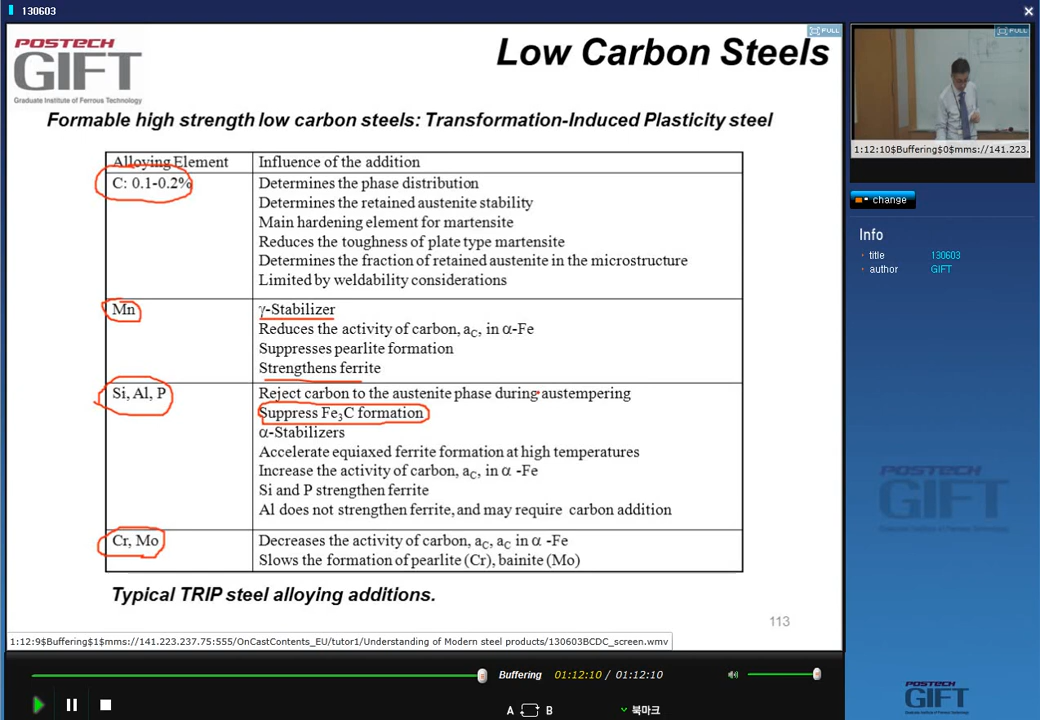 130603
POSTECH
GIFT
Graduate Institute of Ferrous Technology
Low Carbon Steels
FULL
Formable high strength low carbon steels: Transformation-Induced Plasticity steel
Alloying Element Influence of the addition
C: 0.1-0.2% Determines the phase distribution
Determines the retained austenite stability
Main hardening element for martensite
Reduces the toughness of plate type martensite
Determines the fraction of retained austenite in the microstructure
Limited by weldability considerations
Mn γ-Stabilizer
Reduces the activity of carbon, aC, in α-Fe
Suppresses pearlite formation
Strengthens ferrite
Si, Al, P Reject carbon to the austenite phase during austempering
Suppress Fe3C formation
α-Stabilizers
Accelerate equiaxed ferrite formation at high temperatures
Increase the activity of carbon, aC, in α -Fe
Si and P strengthen ferrite
Al does not strengthen ferrite, and may require carbon addition
Cr, Mo Decreases the activity of carbon, aC, aC in α -Fe
Slows the formation of pearlite (Cr), bainite (Mo)
Typical TRIP steel alloying additions.
113
1:12:9$Buffering$1$mms://141.223.237.75:555/OnCastContents_EU/tutor1/Understanding of Modern steel products/130603BCDC_screen.wmv
Buffering 01:12:10 / 01:12:10
A B 북마크
FULL
1:12:10$Buffering$0$mms://141.223.
change
Info
title 130603
author GIFT
POSTECH
GIFT
POSTECH
GIFT
Graduate Institute of Ferrous Technology